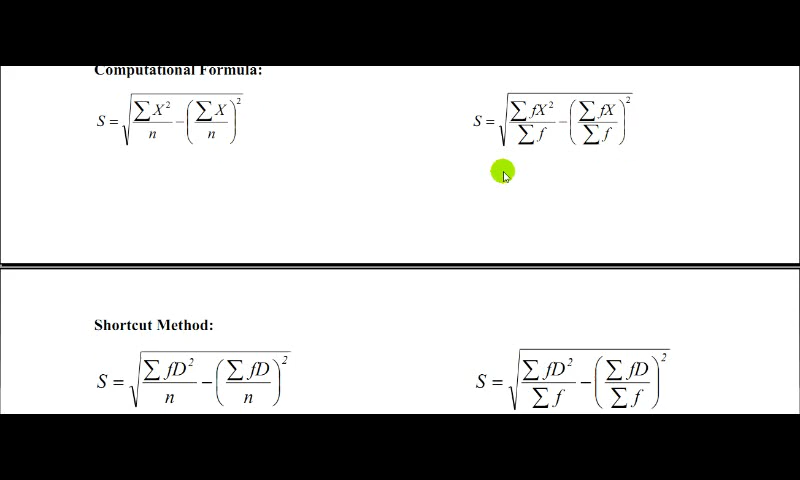 Computational Formula:
S = √(∑X²/n − (∑X/n)²)
S = √(∑fX²/∑f − (∑fX/∑f)²)
Shortcut Method:
S = √(∑fD²/n − (∑fD/n)²)
S = √(∑fD²/∑f − (∑fD/∑f)²)